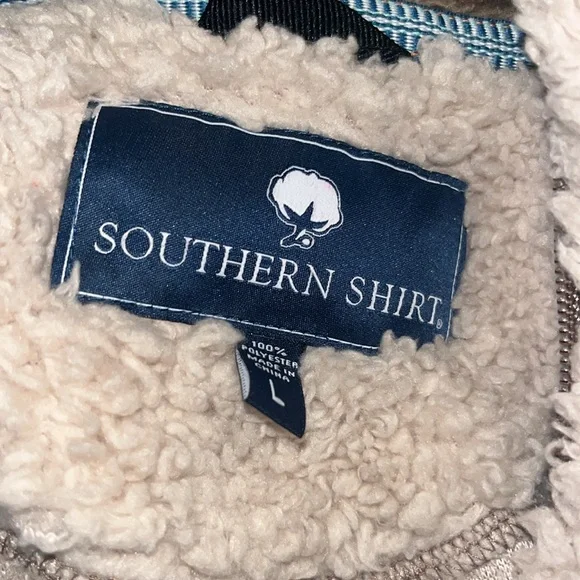 SOUTHERN SHIRT®
100%
POLYESTER
MADE IN
CHINA
L